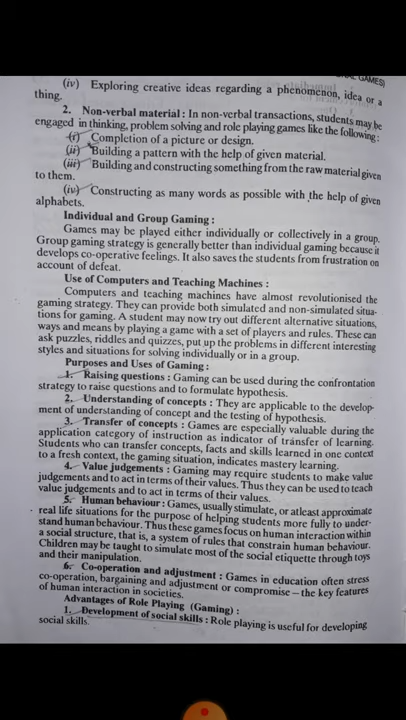 GAMES)
(iv) Exploring creative ideas regarding a phenomenon, idea or a
thing.
2. Non-verbal material : In non-verbal transactions, students may be
engaged in thinking, problem solving and role playing games like the following :
(i) Completion of a picture or design.
(ii) Building a pattern with the help of given material.
(iii) Building and constructing something from the raw material given
to them.
(iv) Constructing as many words as possible with the help of given
alphabets.
Individual and Group Gaming :
Games may be played either individually or collectively in a group.
Group gaming strategy is generally better than individual gaming because it
develops co-operative feelings. It also saves the students from frustration on
account of defeat.
Use of Computers and Teaching Machines :
Computers and teaching machines have almost revolutionised the
gaming strategy. They can provide both simulated and non-simulated situa-
tions for gaming. A student may now try out different alternative situations,
ways and means by playing a game with a set of players and rules. These can
ask puzzles, riddles and quizzes, put up the problems in different interesting
styles and situations for solving individually or in a group.
Purposes and Uses of Gaming :
1. Raising questions : Gaming can be used during the confrontation
strategy to raise questions and to formulate hypothesis.
2. Understanding of concepts : They are applicable to the develop-
ment of understanding of concept and the testing of hypothesis.
3. Transfer of concepts : Games are especially valuable during the
application category of instruction as indicator of transfer of learning.
Students who can transfer concepts, facts and skills learned in one context
to a fresh context, the gaming situation, indicates mastery learning.
4. Value judgements : Gaming may require students to make value
judgements and to act in terms of their values. Thus they can be used to teach
value judgements and to act in terms of their values.
5. Human behaviour : Games, usually stimulate, or atleast approximate
real life situations for the purpose of helping students more fully to under-
stand human behaviour. Thus these games focus on human interaction within
a social structure, that is, a system of rules that constrain human behaviour.
Children may be taught to simulate most of the social etiquette through toys
and their manipulation.
6. Co-operation and adjustment : Games in education often stress
co-operation, bargaining and adjustment or compromise – the key features
of human interaction in societies.
Advantages of Role Playing (Gaming) :
1. Development of social skills : Role playing is useful for developing
social skills.